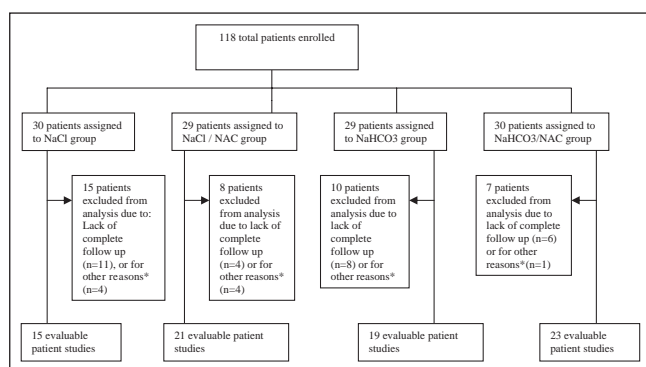 118 total patients enrolled
30 patients assigned
to NaCl group
29 patients assigned to
NaCl / NAC group
29 patients assigned to
NaHCO3 group
30 patients assigned to
NaHCO3/NAC group
15 patients
excluded from
analysis due to:
Lack of
complete
follow up
(n=11), or for
other reasons*
(n=4)
8 patients
excluded
from analysis
due to lack of
complete
follow up
(n=4) or for
other reasons*
(n=4)
10 patients
excluded from
analysis due to
lack of
complete
follow up
(n=8) or for
other reasons*
7 patients
excluded from
analysis due to
lack of complete
follow up (n=6)
or for other
reasons*(n=1)
15 evaluable
patient studies
21 evaluable patient
studies
19 evaluable patient
studies
23 evaluable patient
studies